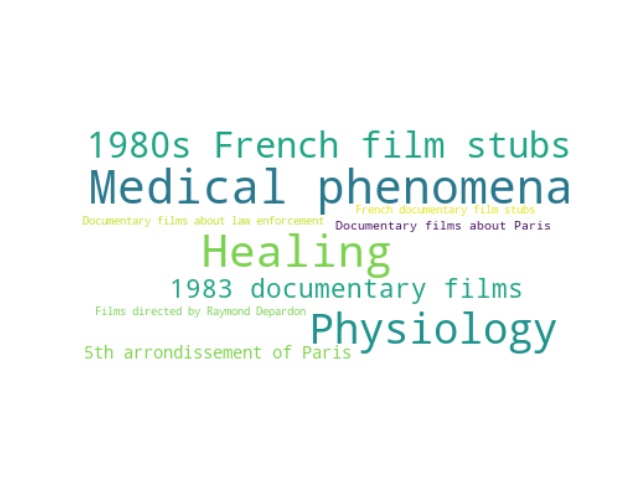 1980s French film stubs
Medical phenomena
French documentary film stubs
Documentary films about law enforcement
Documentary films about Paris
Healing
1983 documentary films
Films directed by Raymond Depardon
Physiology
5th arrondissement of Paris